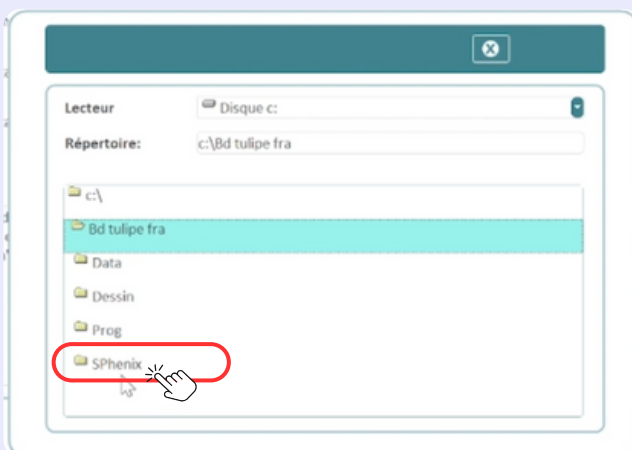 Lecteur Disque c:
Répertoire: c:\Bd tulipe fra
c:\
Bd tulipe fra
Data
Dessin
Prog
SPhenix